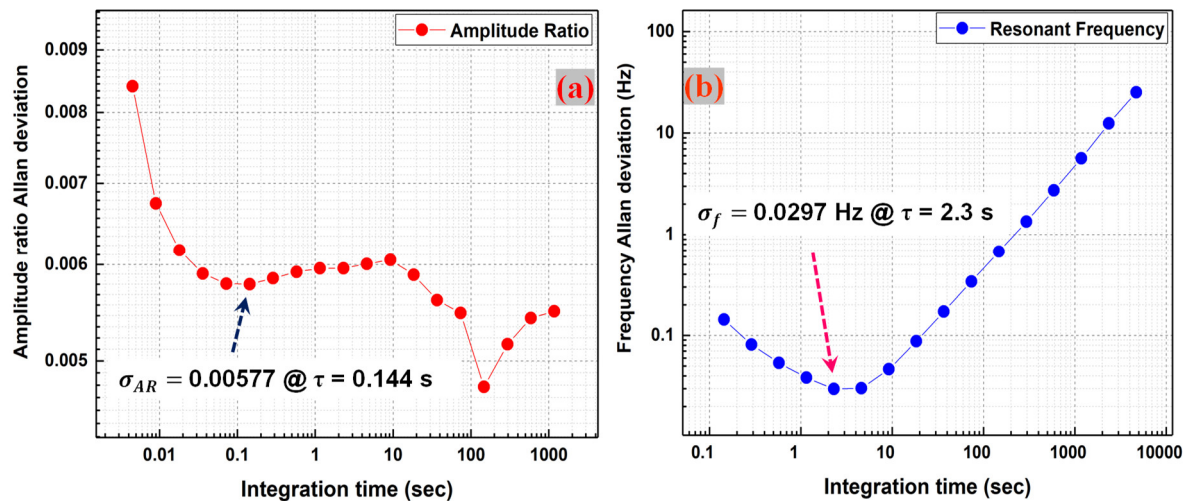 Amplitude Ratio
(a)
0.009
0.008
0.007
0.006
0.005
Amplitude ratio Allan deviation
σ_AR = 0.00577 @ τ = 0.144 s
0.01 0.1 1 10 100 1000
Integration time (sec)
Resonant Frequency
(b)
100
10
1
0.1
Frequency Allan deviation (Hz)
σ_f = 0.0297 Hz @ τ = 2.3 s
0.1 1 10 100 1000 10000
Integration time (sec)